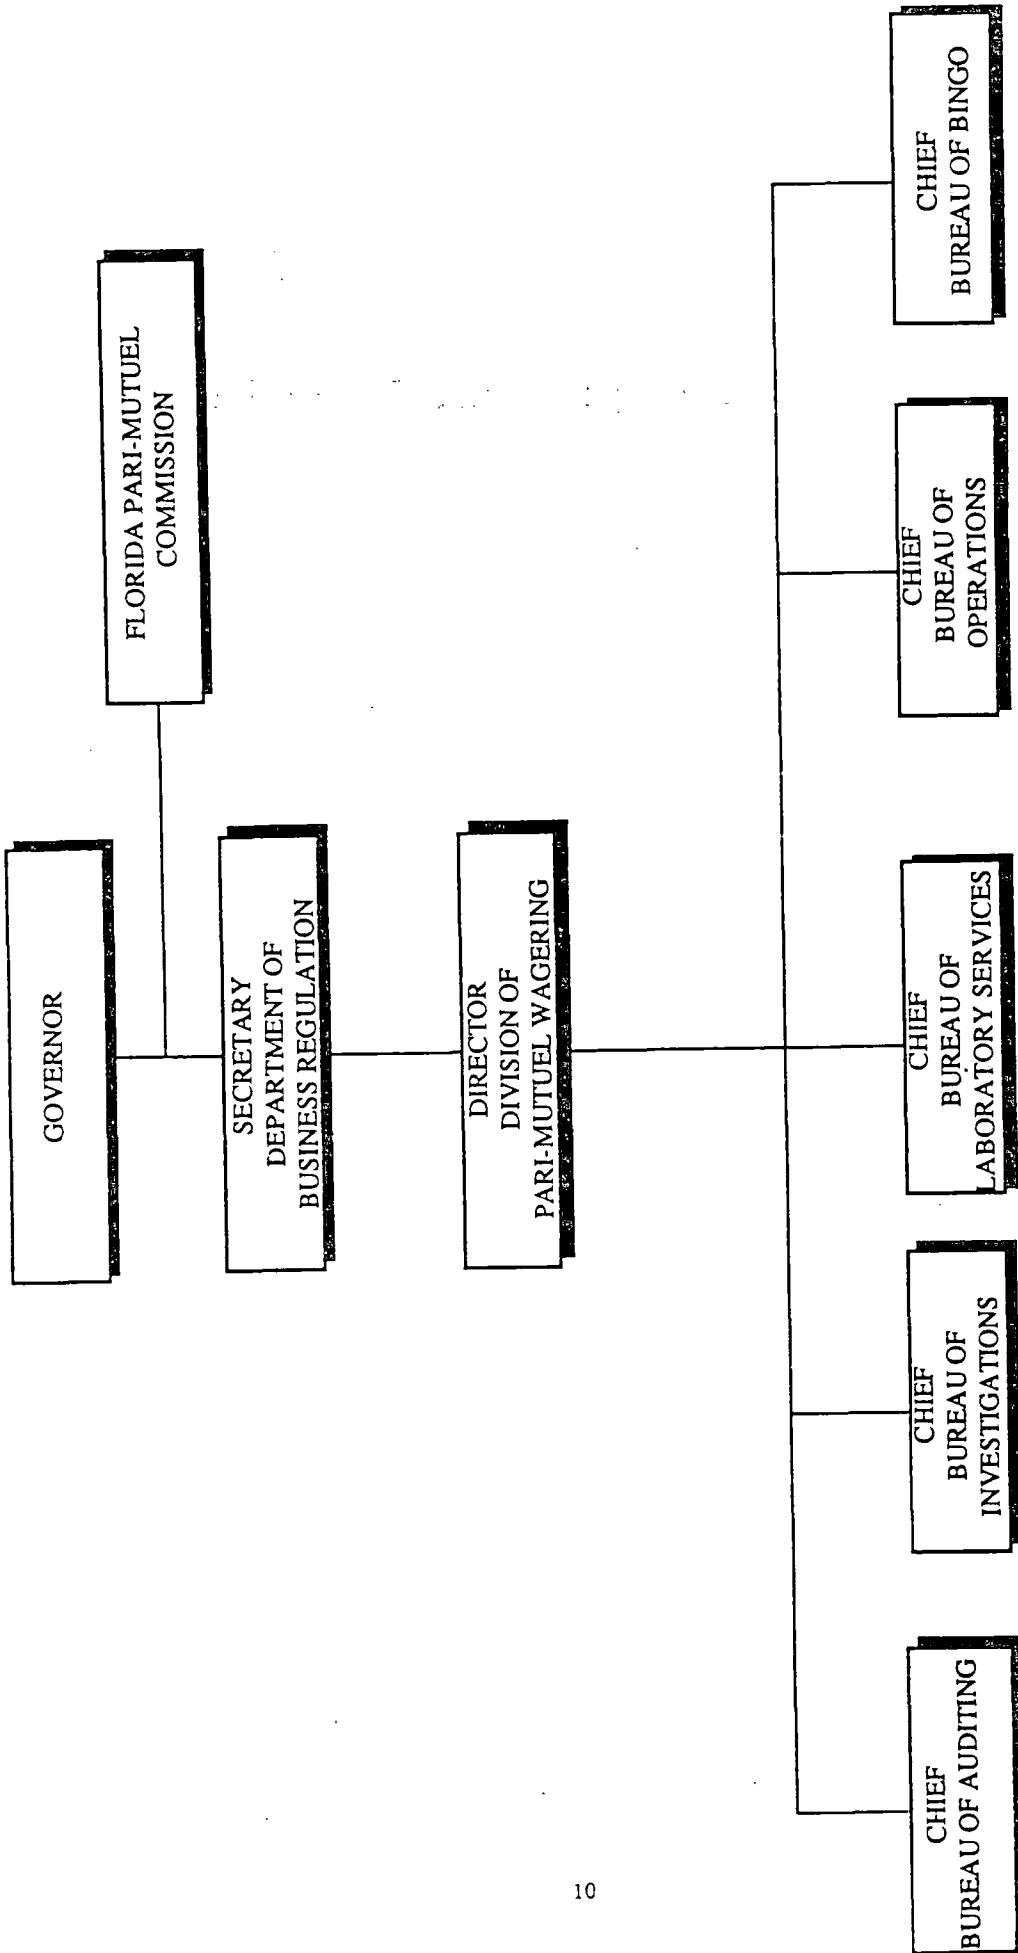 GOVERNOR
FLORIDA PARI-MUTUEL
COMMISSION
SECRETARY
DEPARTMENT OF
BUSINESS REGULATION
DIRECTOR
DIVISION OF
PARI-MUTUEL WAGERING
CHIEF
BUREAU OF AUDITING
CHIEF
BUREAU OF
INVESTIGATIONS
CHIEF
BUREAU OF
LABORATORY SERVICES
CHIEF
BUREAU OF
OPERATIONS
CHIEF
BUREAU OF BINGO
10